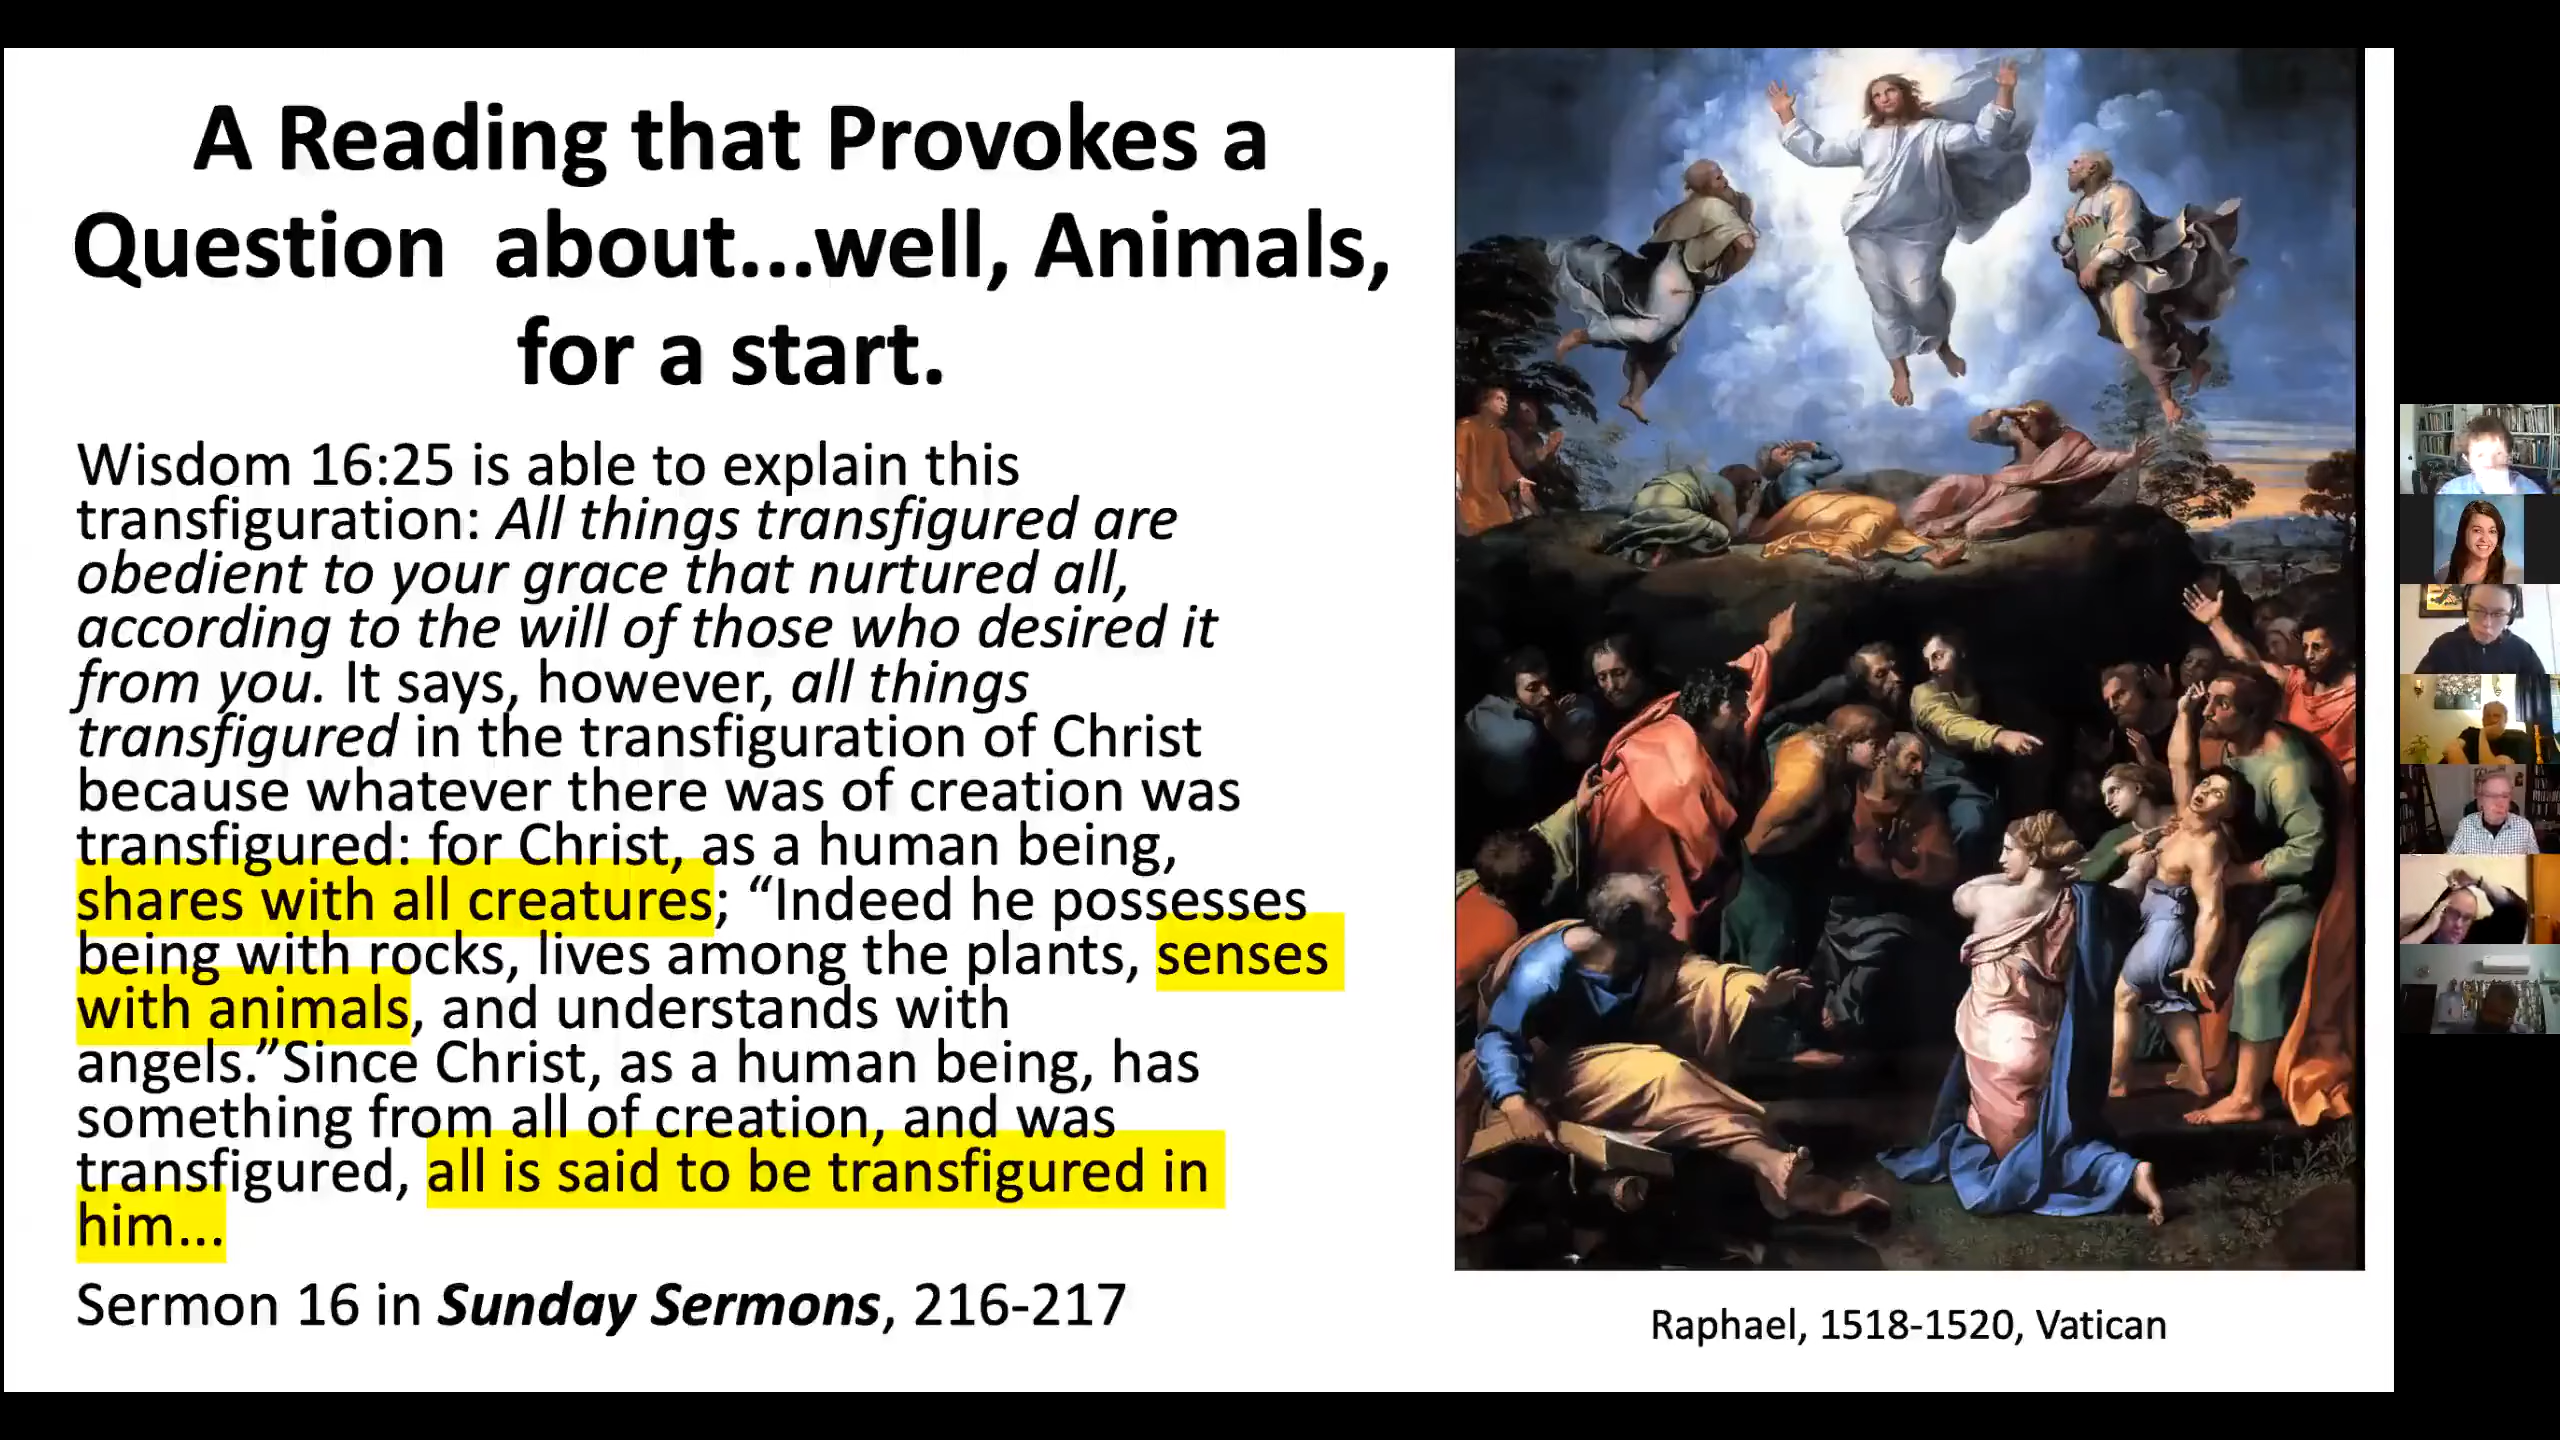 A Reading that Provokes a
Question  about...well, Animals,
for a start.
Wisdom 16:25 is able to explain this
transfiguration: All things transfigured are
obedient to your grace that nurtured all,
according to the will of those who desired it
from you. It says, however, all things
transfigured in the transfiguration of Christ
because whatever there was of creation was
transfigured: for Christ, as a human being,
shares with all creatures; “Indeed he possesses
being with rocks, lives among the plants, senses
with animals, and understands with
angels.”Since Christ, as a human being, has
something from all of creation, and was
transfigured, all is said to be transfigured in
him...
Sermon 16 in Sunday Sermons, 216-217
Raphael, 1518-1520, Vatican